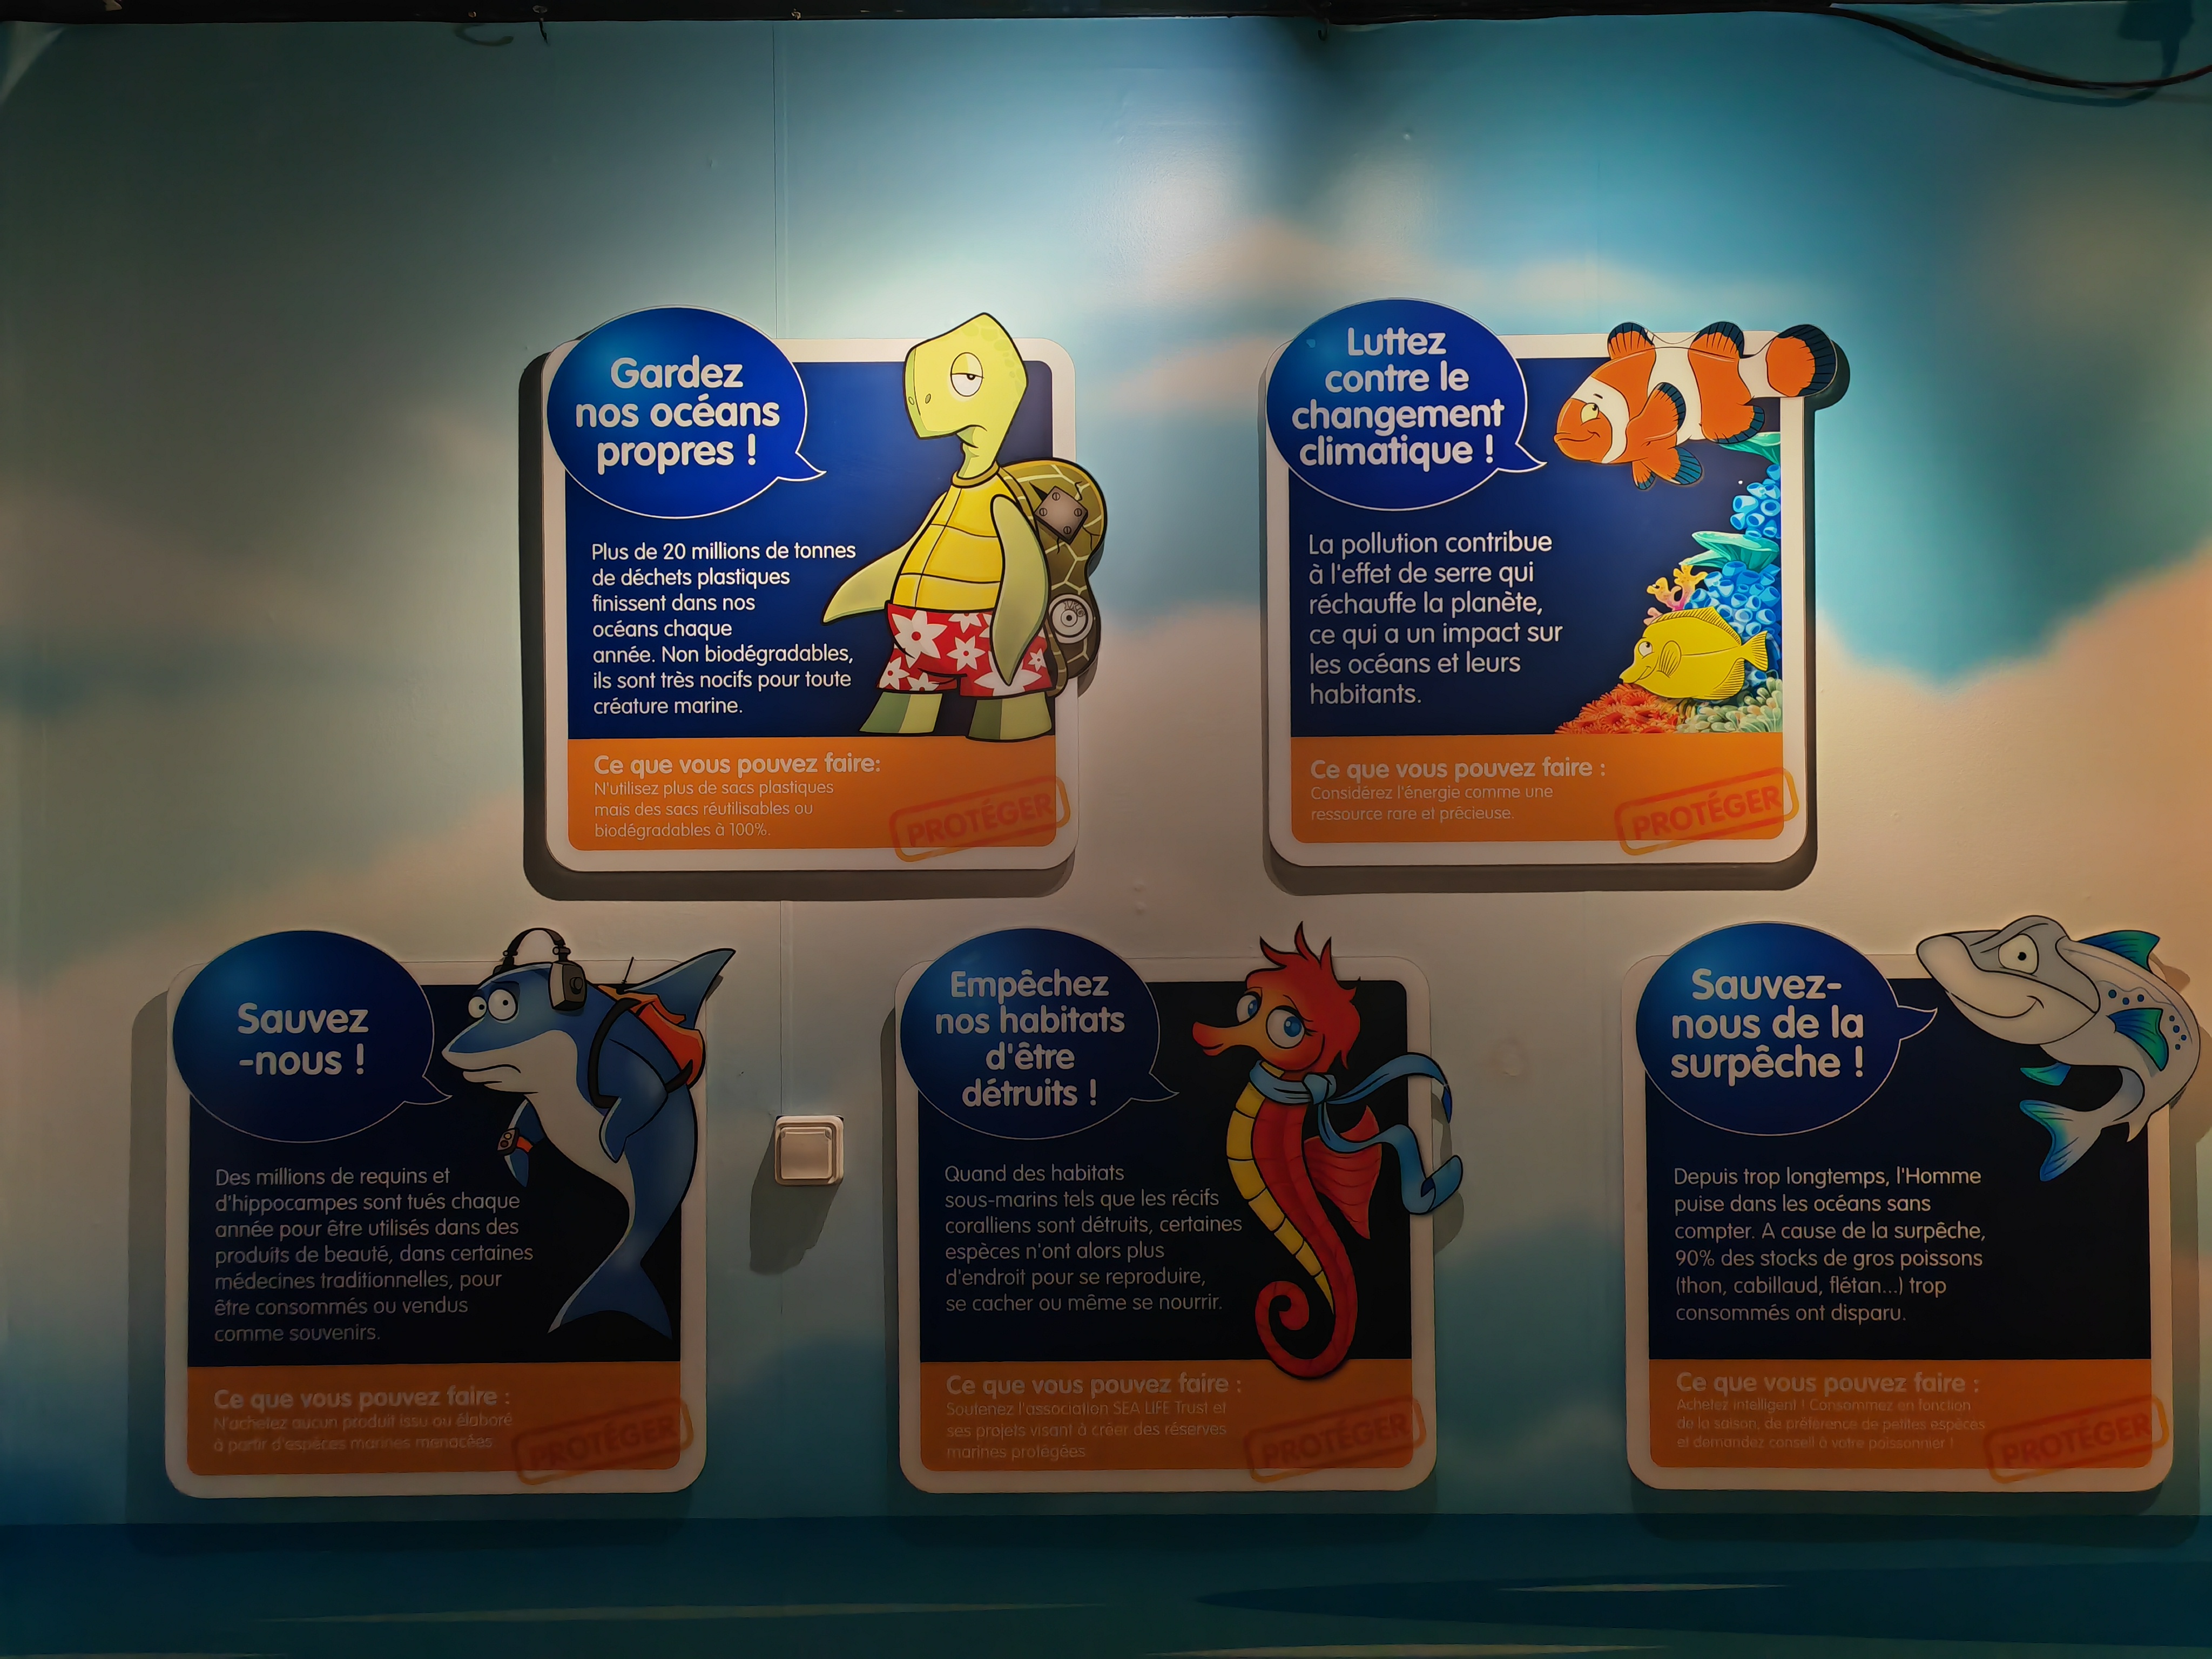 Gardez
nos océans
propres !
Plus de 20 millions de tonnes
de déchets plastiques
finissent dans nos
océans chaque
année. Non biodégradables,
ils sont très nocifs pour toute
créature marine.
Ce que vous pouvez faire:
N'utilisez plus de sacs plastiques
mais des sacs réutilisables ou
biodégradables à 100%.
PROTÉGER
Luttez
contre le
changement
climatique !
La pollution contribue
à l'effet de serre qui
réchauffe la planète,
ce qui a un impact sur
les océans et leurs
habitants.
Ce que vous pouvez faire :
Considérez l'énergie comme une
ressource rare et précieuse.
PROTÉGER
Sauvez
-nous !
Des millions de requins et
d'hippocampes sont tués chaque
année pour être utilisés dans des
produits de beauté, dans certaines
médecines traditionnelles, pour
être consommés ou vendus
comme souvenirs.
Ce que vous pouvez faire :
N'achetez aucun produit issu ou élaboré
à partir d'espèces marines menacées.
PROTÉGER
Empêchez
nos habitats
d'être
détruits !
Quand des habitats
sous-marins tels que les récifs
coralliens sont détruits, certaines
espèces n'ont alors plus
d'endroit pour se reproduire,
se cacher ou même se nourrir.
Ce que vous pouvez faire :
Soutenez l'association SEA LIFE Trust et
ses projets visant à créer des réserves
marines protégées.
PROTÉGER
Sauvez-
nous de la
surpêche !
Depuis trop longtemps, l'Homme
puise dans les océans sans
compter. A cause de la surpêche,
90% des stocks de gros poissons
(thon, cabillaud, flétan...) trop
consommés ont disparu.
Ce que vous pouvez faire :
Achetez intelligent ! Consommez en fonction
de la saison, de préférence de petites espèces
et demandez conseil à votre poissonnier !
PROTÉGER